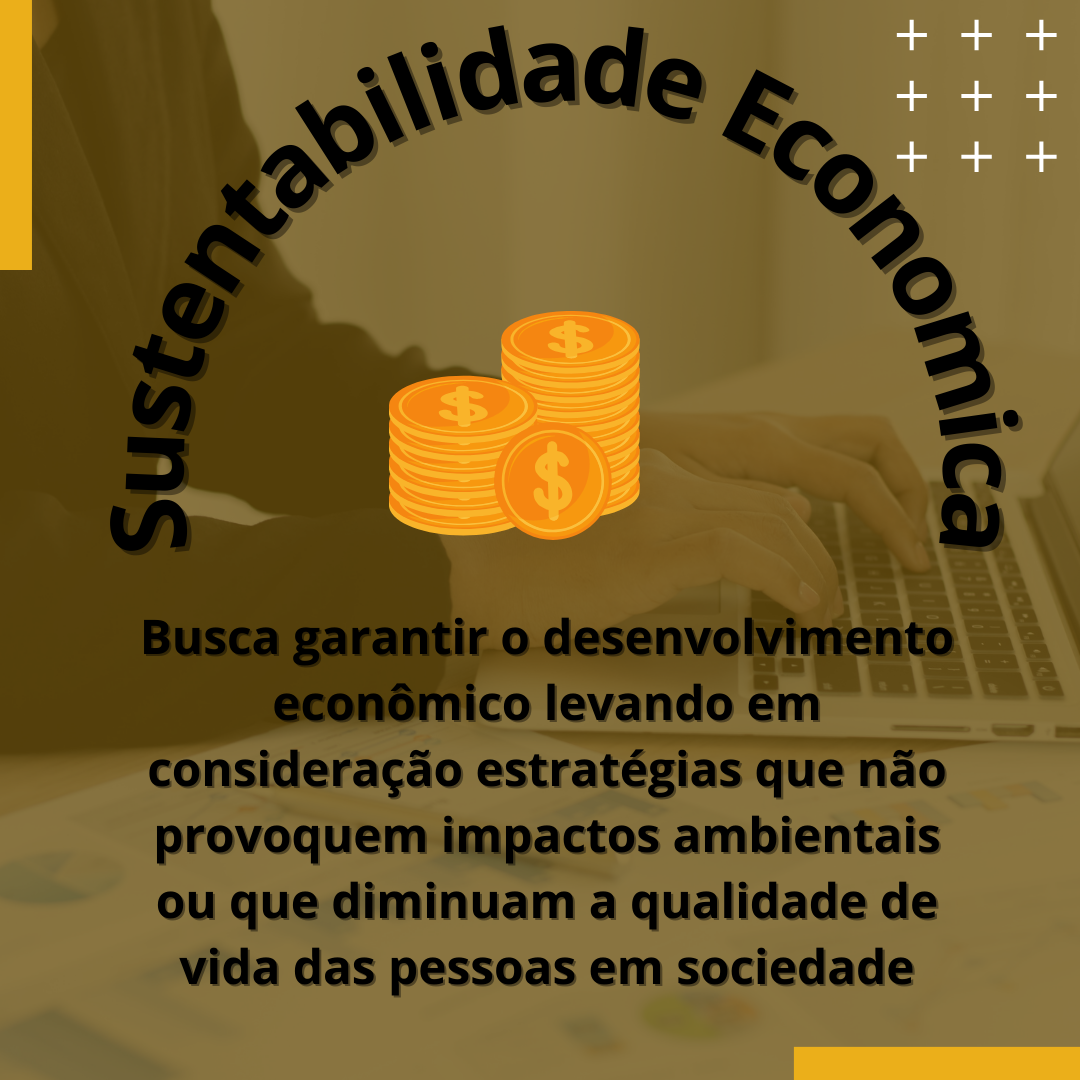 Sustentabilidade Economica
Busca garantir o desenvolvimento
econômico levando em
consideração estratégias que não
provoquem impactos ambientais
ou que diminuam a qualidade de
vida das pessoas em sociedade